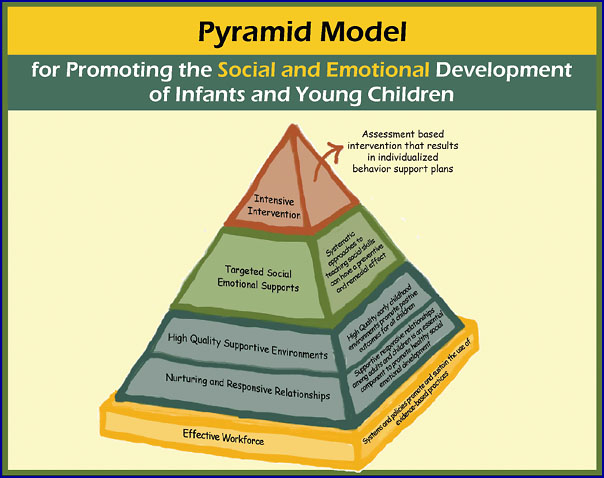 Pyramid Model
for Promoting the Social and Emotional Development
of Infants and Young Children
Assessment based
intervention that results
in individualized
behavior support plans
Intensive
Intervention
Targeted Social
Emotional Supports
Systematic
approaches to
teaching social skills
can have a preventive
and remedial effect
High Quality Supportive Environments
High Quality early childhood
environments promote positive
outcomes for all children
Nurturing and Responsive Relationships
Supportive responsive relationships
among adults and children is an essential
component to promote healthy social
emotional development
Effective Workforce
Systems and policies promote and sustain the use of
evidence-based practices